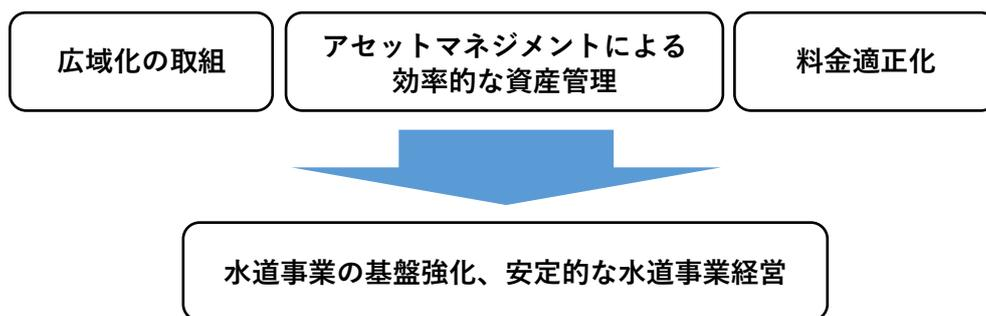 広域化の取組
アセットマネジメントによる
効率的な資産管理
料金適正化
水道事業の基盤強化、安定的な水道事業経営